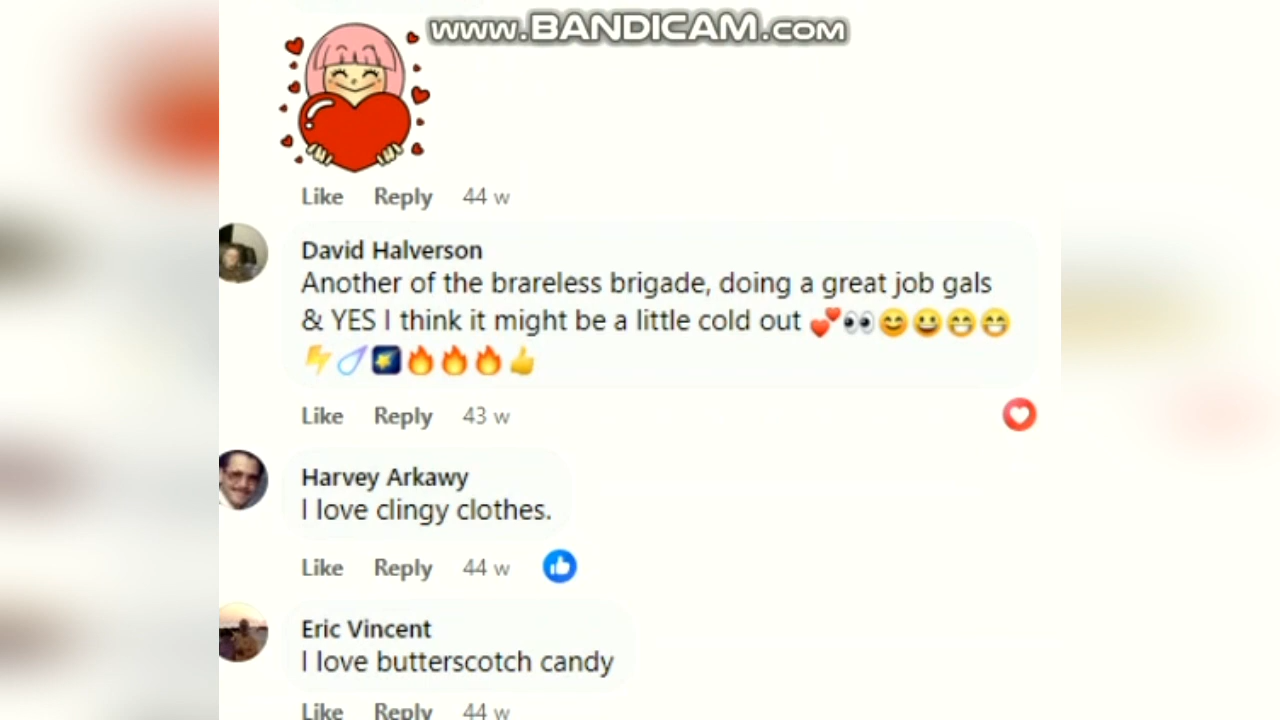 www.BANDICAM.com
Like Reply 44 w
David Halverson
Another of the brareless brigade, doing a great job gals
& YES I think it might be a little cold out 💕👀😊😀😁😁
⚡☄🌠🔥🔥🔥👍
Like Reply 43 w
Harvey Arkawy
I love clingy clothes.
Like Reply 44 w
Eric Vincent
I love butterscotch candy
Like Reply 44 w